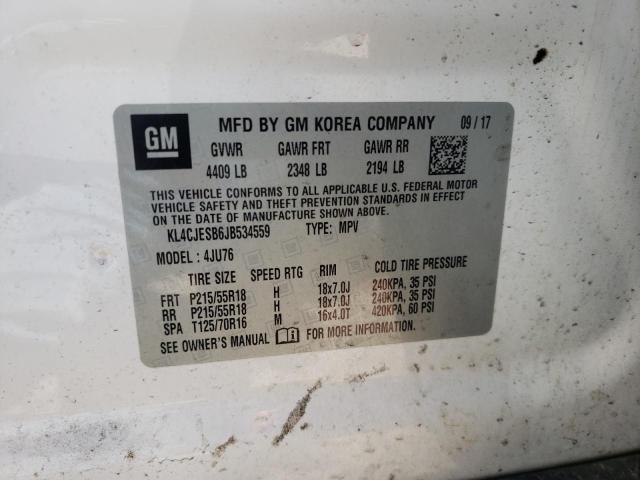 GM MFD BY GM KOREA COMPANY 09 / 17
GVWR GAWR FRT GAWR RR
4409 LB 2348 LB 2194 LB
THIS VEHICLE CONFORMS TO ALL APPLICABLE U.S. FEDERAL MOTOR
VEHICLE SAFETY AND THEFT PREVENTION STANDARDS IN
EFFECT ON THE DATE OF MANUFACTURE SHOWN ABOVE.
KL4CJESB6JB534559 TYPE: MPV
MODEL : 4JU76
TIRE SIZE SPEED RTG RIM COLD TIRE PRESSURE
FRT P215/55R18 H 18x7.0J 240KPA, 35 PSI
RR P215/55R18 H 18x7.0J 240KPA, 35 PSI
SPA T125/70R16 M 16x4.0T 420KPA, 60 PSI
SEE OWNER'S MANUAL FOR MORE INFORMATION.